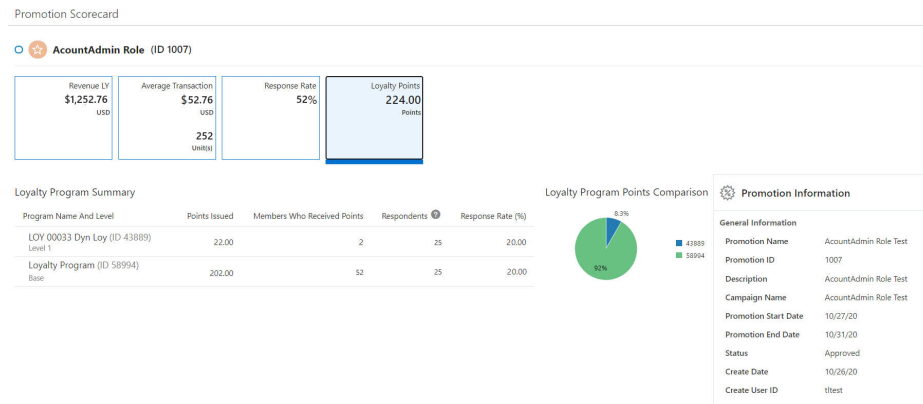 Promotion Scorecard
AcountAdmin Role (ID 1007)
Revenue LY
$1,252.76
USD
Average Transaction
$52.76
USD
252
Unit(s)
Response Rate
52%
Loyalty Points
224.00
Points
Loyalty Program Summary
Program Name And Level Points Issued Members Who Received Points Respondents ? Response Rate (%)
LOY 00033 Dyn Loy (ID 43889) 22.00 2 25 20.00
Level 1
Loyalty Program (ID 58994) 202.00 52 25 20.00
Base
Loyalty Program Points Comparison
8.3%
92%
43889
58994
Promotion Information
General Information
Promotion Name AcountAdmin Role Test
Promotion ID 1007
Description AcountAdmin Role Test
Campaign Name AcountAdmin Role Test
Promotion Start Date 10/27/20
Promotion End Date 10/31/20
Status Approved
Create Date 10/26/20
Create User ID tltest